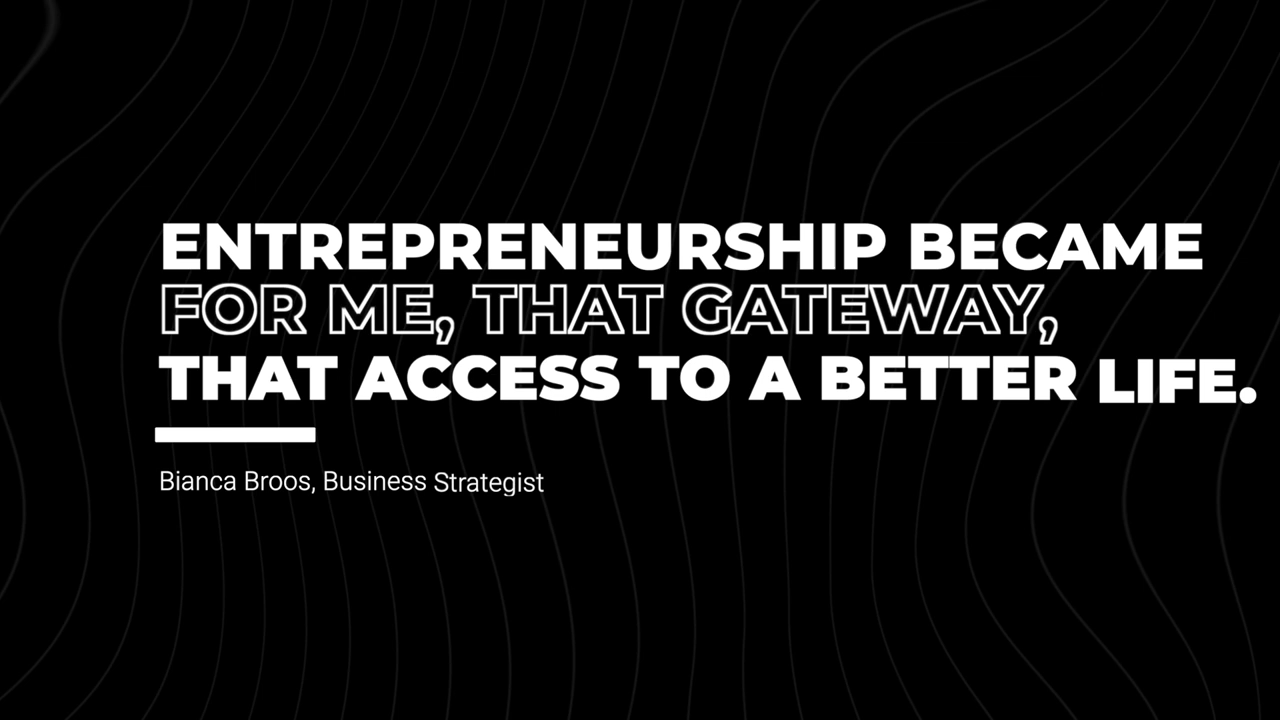 ENTREPRENEURSHIP BECAME
FOR ME, THAT GATEWAY,
THAT ACCESS TO A BETTER LIFE.
Bianca Broos, Business Strategist